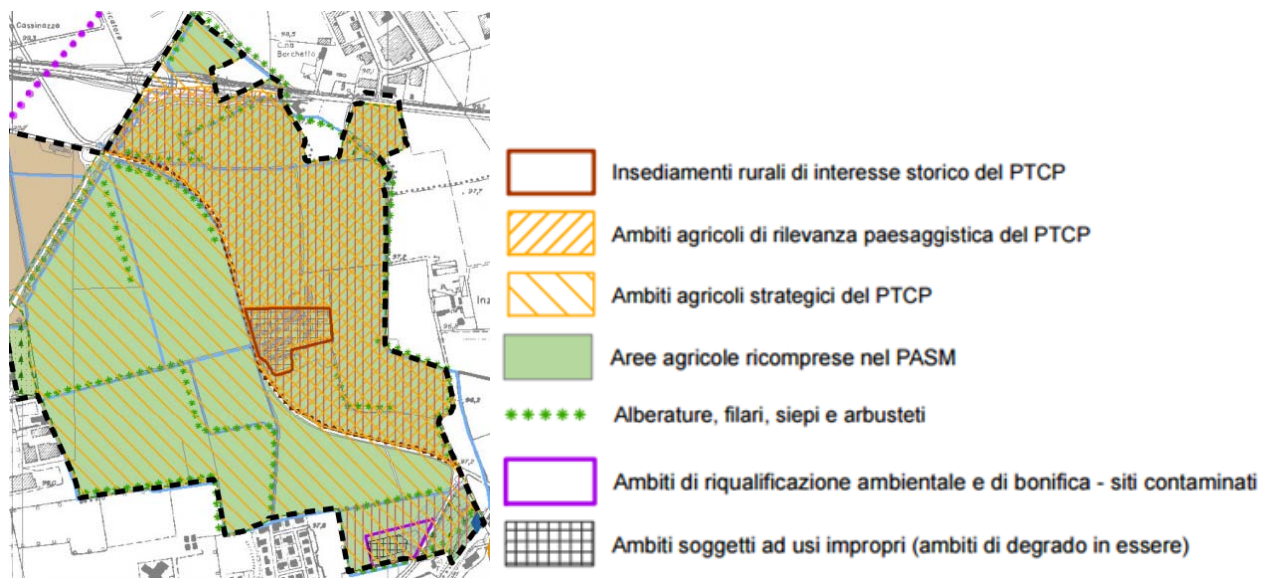 Cassinazza
C.na
Borchetto
Insediamenti rurali di interesse storico del PTCP
Ambiti agricoli di rilevanza paesaggistica del PTCP
Ambiti agricoli strategici del PTCP
Aree agricole ricomprese nel PASM
Alberature, filari, siepi e arbusteti
Ambiti di riqualificazione ambientale e di bonifica - siti contaminati
Ambiti soggetti ad usi impropri (ambiti di degrado in essere)